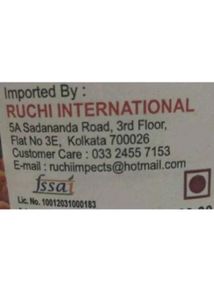 Imported By :
RUCHI INTERNATIONAL
5A Sadananda Road, 3rd Floor,
Flat No 3E, Kolkata 700026
Customer Care : 033 2455 7153
E-mail : ruchiimpects@hotmail.com
fssai
Lic. No. 10012031000183